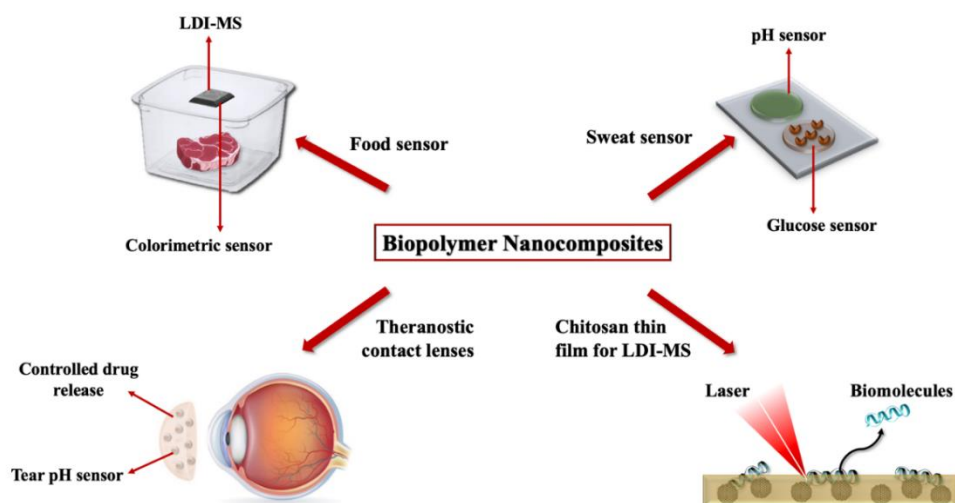 LDI-MS
Food sensor
Colorimetric sensor
pH sensor
Sweat sensor
Glucose sensor
Biopolymer Nanocomposites
Theranostic
contact lenses
Controlled drug
release
Tear pH sensor
Chitosan thin
film for LDI-MS
Laser
Biomolecules